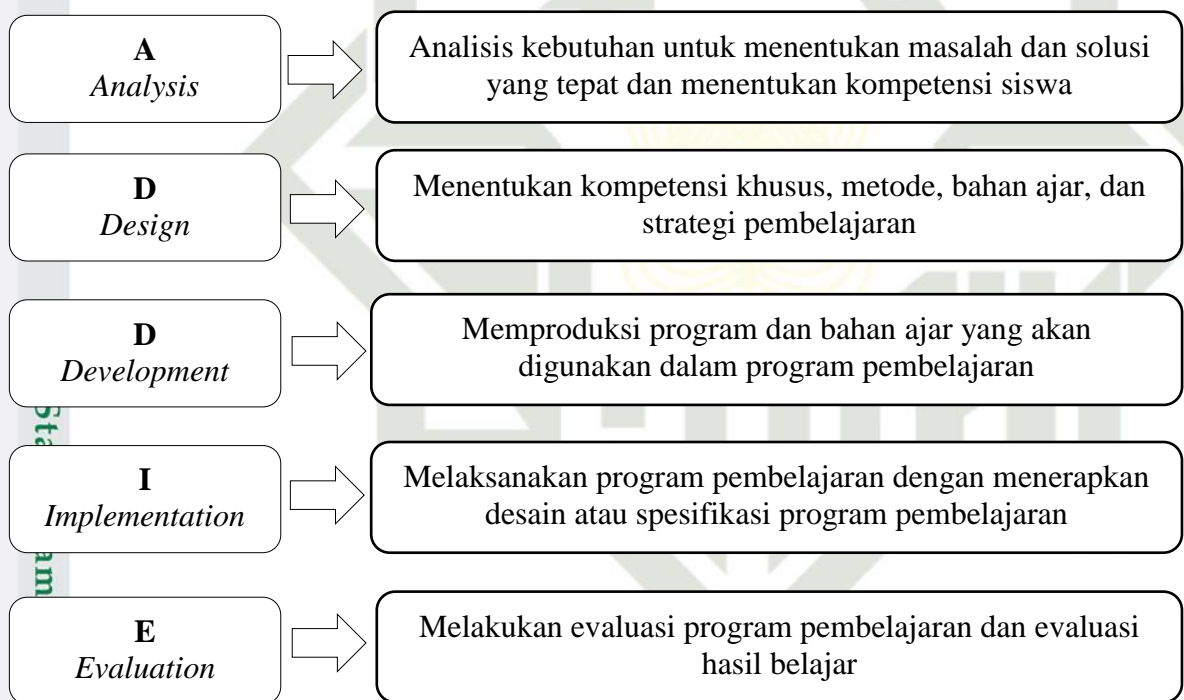 A
Analysis
Analisis kebutuhan untuk menentukan masalah dan solusi
yang tepat dan menentukan kompetensi siswa
D
Design
Menentukan kompetensi khusus, metode, bahan ajar, dan
strategi pembelajaran
D
Development
Memproduksi program dan bahan ajar yang akan
digunakan dalam program pembelajaran
I
Implementation
Melaksanakan program pembelajaran dengan menerapkan
desain atau spesifikasi program pembelajaran
E
Evaluation
Melakukan evaluasi program pembelajaran dan evaluasi
hasil belajar